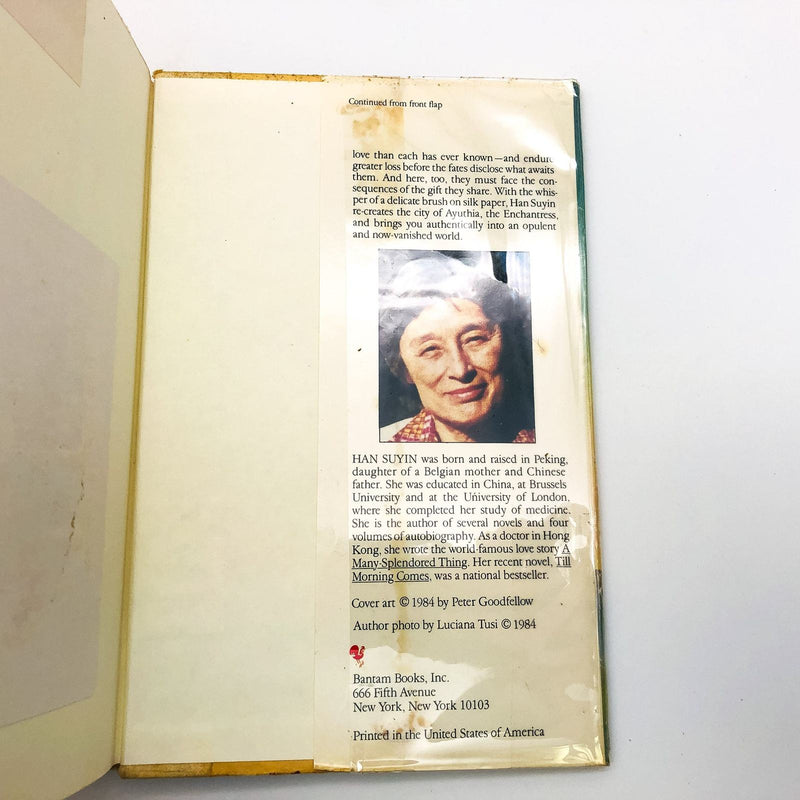 Continued from front flap
love than each has ever known—and endure
greater loss before the fates disclose what awaits
them. And here, too, they must face the con-
sequences of the gift they share. With the whis-
per of a delicate brush on silk paper, Han Suyin
re-creates the city of Ayuthia, the Enchantress,
and brings you authentically into an opulent
and now-vanished world.
HAN SUYIN was born and raised in Peking,
daughter of a Belgian mother and Chinese
father. She was educated in China, at Brussels
University and at the University of London,
where she completed her study of medicine.
She is the author of several novels and four
volumes of autobiography. As a doctor in Hong
Kong, she wrote the world-famous love story A
Many-Splendored Thing. Her recent novel, Till
Morning Comes, was a national bestseller.
Cover art © 1984 by Peter Goodfellow
Author photo by Luciana Tusi © 1984
Bantam Books, Inc.
666 Fifth Avenue
New York, New York 10103
Printed in the United States of America